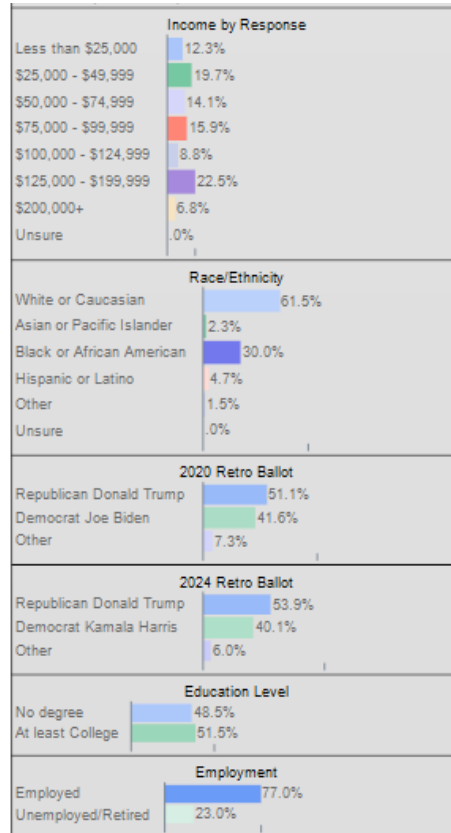 Income by Response
Less than $25,000 12.3%
$25,000 - $49,999 19.7%
$50,000 - $74,999 14.1%
$75,000 - $99,999 15.9%
$100,000 - $124,999 8.8%
$125,000 - $199,999 22.5%
$200,000+ 6.8%
Unsure .0%
Race/Ethnicity
White or Caucasian 61.5%
Asian or Pacific Islander 2.3%
Black or African American 30.0%
Hispanic or Latino 4.7%
Other 1.5%
Unsure .0%
2020 Retro Ballot
Republican Donald Trump 51.1%
Democrat Joe Biden 41.6%
Other 7.3%
2024 Retro Ballot
Republican Donald Trump 53.9%
Democrat Kamala Harris 40.1%
Other 6.0%
Education Level
No degree 48.5%
At least College 51.5%
Employment
Employed 77.0%
Unemployed/Retired 23.0%